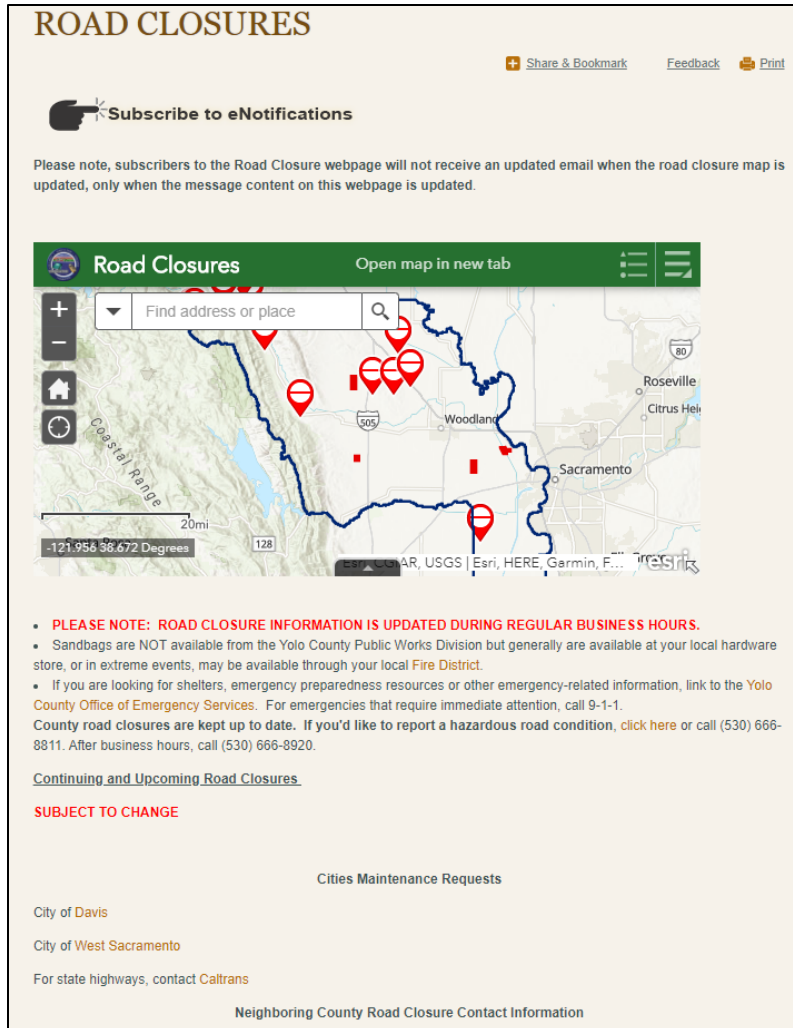 ROAD CLOSURES
Share & Bookmark Feedback Print
Subscribe to eNotifications
Please note, subscribers to the Road Closure webpage will not receive an updated email when the road closure map is
updated, only when the message content on this webpage is updated.
Road Closures Open map in new tab
+
Find address or place
−
80
Roseville
Citrus Hei
505
Woodland
Coastal Range
Sacramento
20mi
128
-121.956 38.672 Degrees
Esri, CGIAR, USGS | Esri, HERE, Garmin, F...
esri
• PLEASE NOTE: ROAD CLOSURE INFORMATION IS UPDATED DURING REGULAR BUSINESS HOURS.
• Sandbags are NOT available from the Yolo County Public Works Division but generally are available at your local hardware
store, or in extreme events, may be available through your local Fire District.
• If you are looking for shelters, emergency preparedness resources or other emergency-related information, link to the Yolo
County Office of Emergency Services. For emergencies that require immediate attention, call 9-1-1.
County road closures are kept up to date. If you'd like to report a hazardous road condition, click here or call (530) 666-
8811. After business hours, call (530) 666-8920.
Continuing and Upcoming Road Closures
SUBJECT TO CHANGE
Cities Maintenance Requests
City of Davis
City of West Sacramento
For state highways, contact Caltrans
Neighboring County Road Closure Contact Information